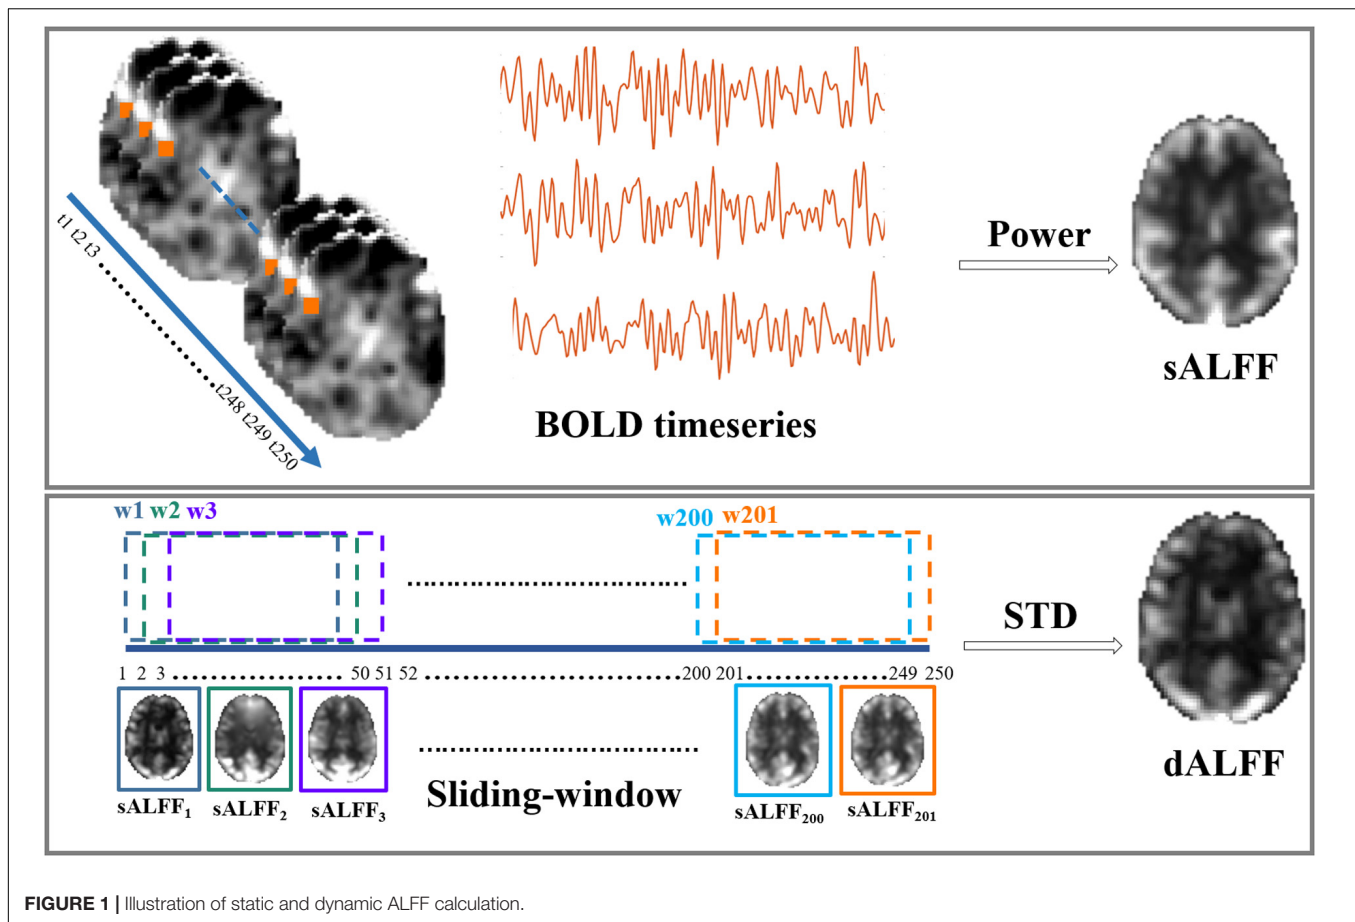 t1 t2 t3 ............... t248 t249 t250
BOLD timeseries
Power
sALFF
w1 w2 w3
w200 w201
STD
1 2 3 ............... 50 51 52 ............... 200 201 ............... 249 250
sALFF1 sALFF2 sALFF3
Sliding-window
sALFF200 sALFF201
dALFF
FIGURE 1 | Illustration of static and dynamic ALFF calculation.